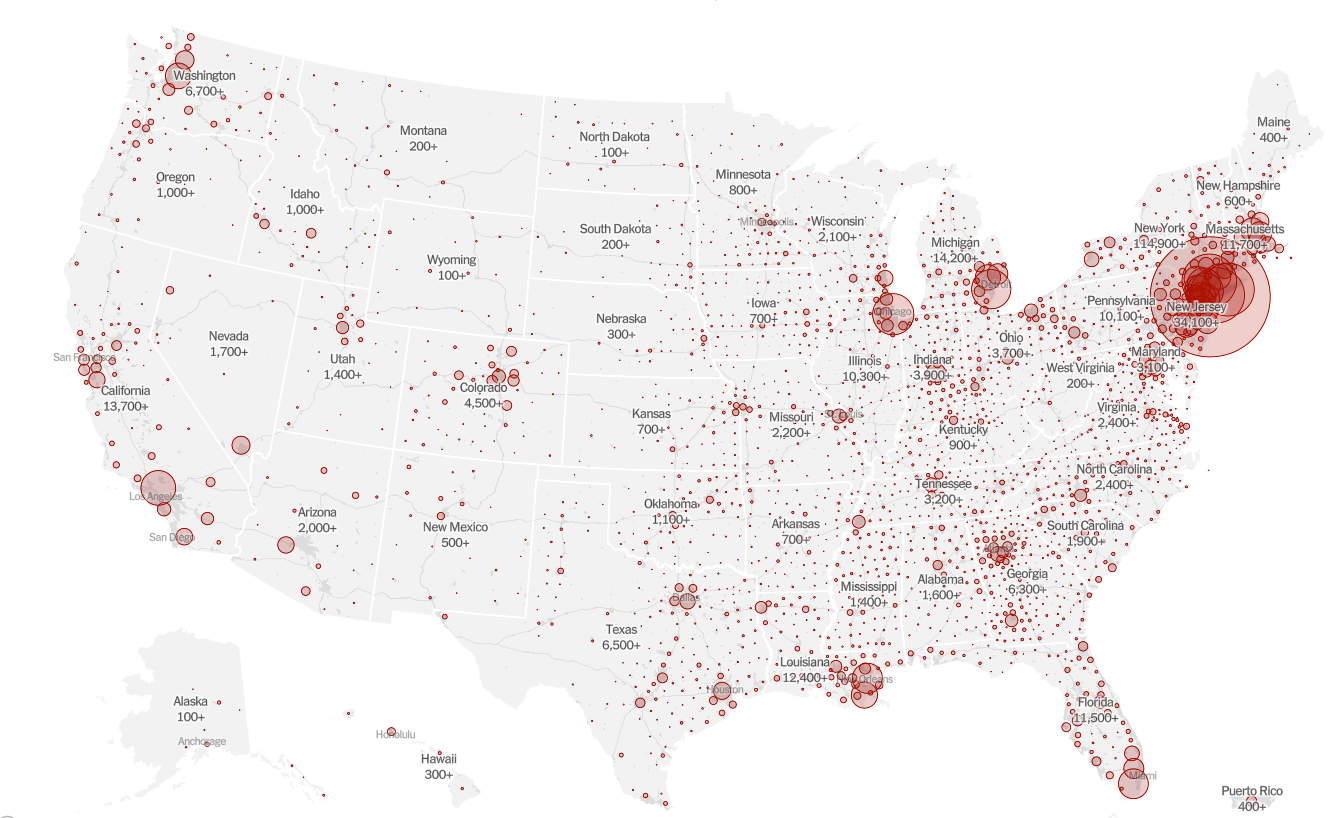 Washington
6,700+
Oregon
1,000+
Idaho
1,000+
Montana
200+
North Dakota
100+
Minnesota
800+
Minneapolis
Wisconsin
2,100+
Michigan
14,200+
Detroit
Maine
400+
New Hampshire
600+
New York
114,900+
Massachusetts
11,700+
South Dakota
200+
Wyoming
100+
Iowa
700+
Nebraska
300+
Chicago
Illinois
10,300+
Indiana
3,900+
Ohio
3,700+
Pennsylvania
10,100+
New Jersey
34,100+
Maryland
3,100+
West Virginia
200+
Virginia
2,400+
San Francisco
California
13,700+
Nevada
1,700+
Utah
1,400+
Colorado
4,500+
Kansas
700+
Missouri
2,200+
St. Louis
Kentucky
900+
Los Angeles
San Diego
Arizona
2,000+
New Mexico
500+
Oklahoma
1,100+
Arkansas
700+
Tennessee
3,200+
North Carolina
2,400+
South Carolina
1,900+
Georgia
6,300+
Alabama
1,600+
Mississippi
1,400+
Dallas
Texas
6,500+
Houston
Louisiana
12,400+
New Orleans
Florida
11,500+
Miami
Alaska
100+
Anchorage
Honolulu
Hawaii
300+
Puerto Rico
400+